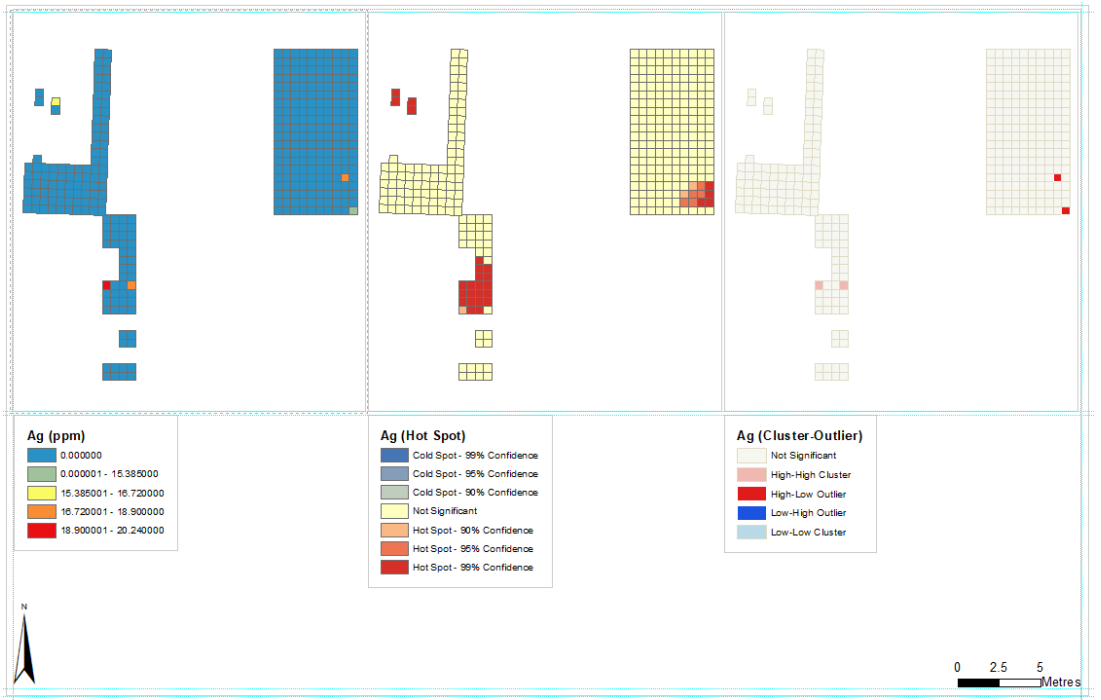 Ag (ppm)
0.000000
0.000001 - 15.385000
15.385001 - 16.720000
16.720001 - 18.900000
18.900001 - 20.240000
Ag (Hot Spot)
Cold Spot - 99% Confidence
Cold Spot - 95% Confidence
Cold Spot - 90% Confidence
Not Significant
Hot Spot - 90% Confidence
Hot Spot - 95% Confidence
Hot Spot - 99% Confidence
Ag (Cluster-Outlier)
Not Significant
High-High Cluster
High-Low Outlier
Low-High Outlier
Low-Low Cluster
N
0 2.5 5
Metres